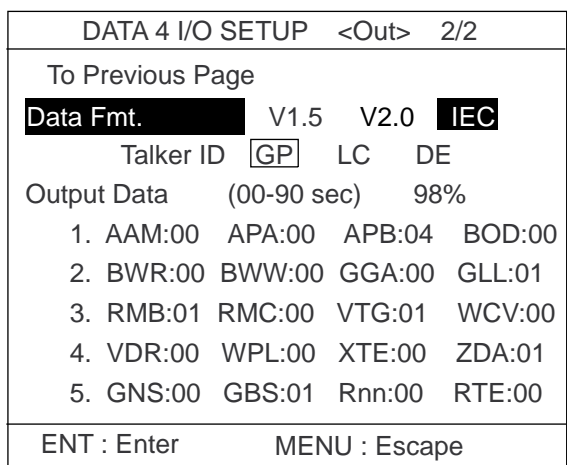 DATA 4 I/O SETUP <Out> 2/2
To Previous Page
Data Fmt. V1.5 V2.0 IEC
Talker ID GP LC DE
Output Data (00-90 sec) 98%
1. AAM:00 APA:00 APB:04 BOD:00
2. BWR:00 BWW:00 GGA:00 GLL:01
3. RMB:01 RMC:00 VTG:01 WCV:00
4. VDR:00 WPL:00 XTE:00 ZDA:01
5. GNS:00 GBS:01 Rnn:00 RTE:00
ENT : Enter MENU : Escape